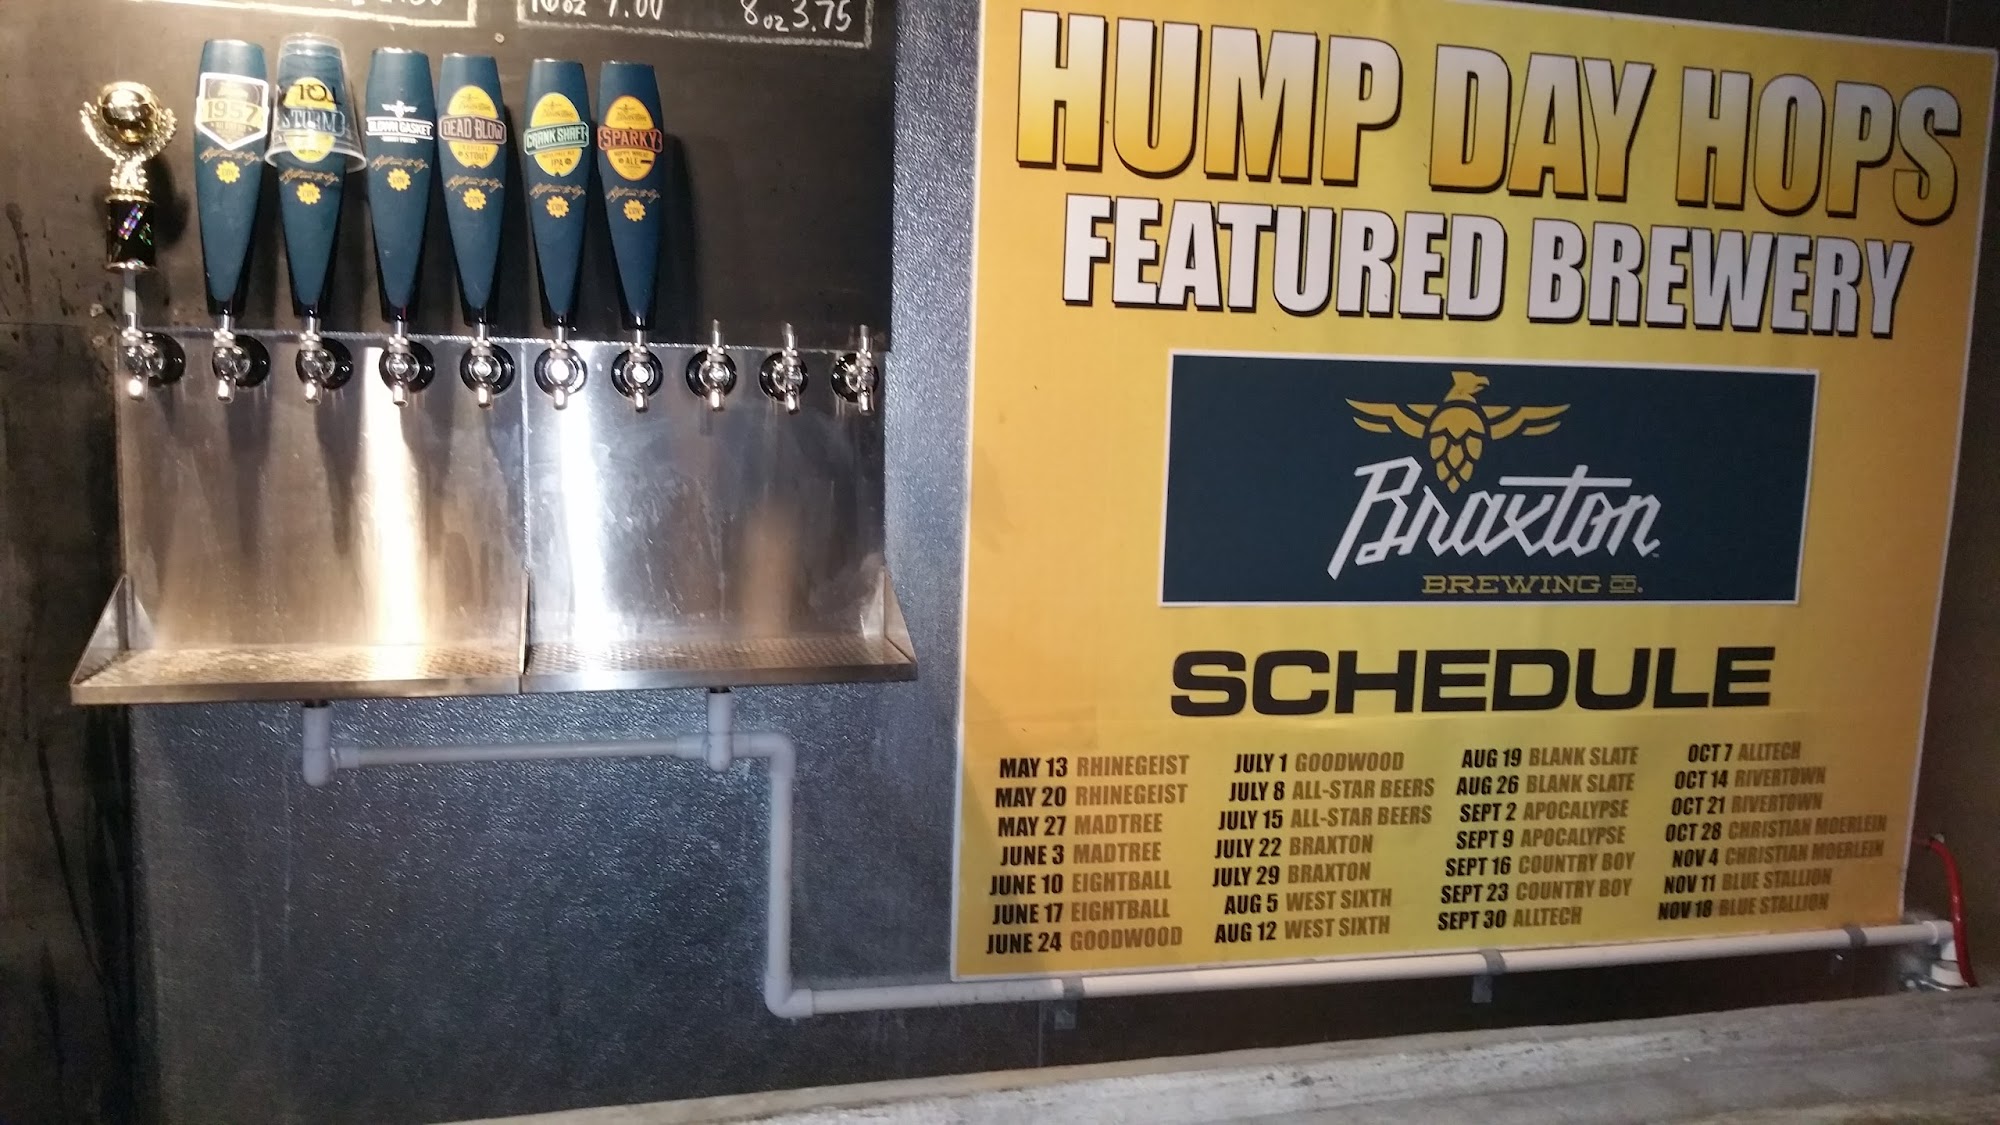 16oz 7.00
8oz 3.75
1957
STORM
BLOWN GASKET
DEAD BLOW
STOUT
CRANK SHAFT
IPA
SPARKY
ALE
HUMP DAY HOPS
FEATURED BREWERY
Braxton
BREWING CO.
SCHEDULE
MAY 13 RHINEGEIST
MAY 20 RHINEGEIST
MAY 27 MADTREE
JUNE 3 MADTREE
JUNE 10 EIGHTBALL
JUNE 17 EIGHTBALL
JUNE 24 GOODWOOD
JULY 1 GOODWOOD
JULY 8 ALL-STAR BEERS
JULY 15 ALL-STAR BEERS
JULY 22 BRAXTON
JULY 29 BRAXTON
AUG 5 WEST SIXTH
AUG 12 WEST SIXTH
AUG 19 BLANK SLATE
AUG 26 BLANK SLATE
SEPT 2 APOCALYPSE
SEPT 9 APOCALYPSE
SEPT 16 COUNTRY BOY
SEPT 23 COUNTRY BOY
SEPT 30 ALLTECH
OCT 7 ALLTECH
OCT 14 RIVERTOWN
OCT 21 RIVERTOWN
OCT 28 CHRISTIAN MOERLEIN
NOV 4 CHRISTIAN MOERLEIN
NOV 11 BLUE STALLION
NOV 18 BLUE STALLION